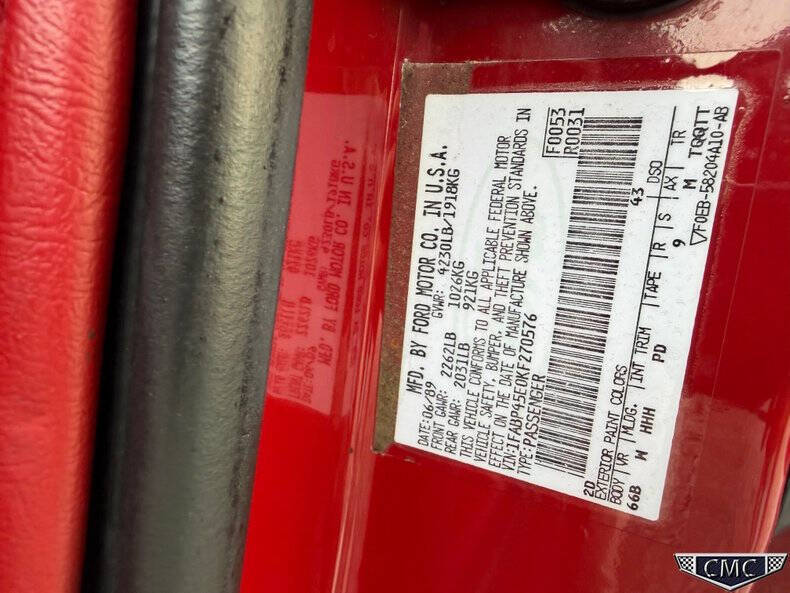 MFD. BY FORD MOTOR CO. IN U.S.A.
DATE: 06/89 GVWR: 4230LB/1918KG
FRONT GAWR: 2262LB 1026KG
REAR GAWR: 2031LB 921KG
THIS VEHICLE CONFORMS TO ALL APPLICABLE FEDERAL MOTOR
VEHICLE SAFETY, BUMPER, AND THEFT PREVENTION STANDARDS IN
EFFECT ON THE DATE OF MANUFACTURE SHOWN ABOVE.
VIN: 1FABP45E0KF270576
TYPE: PASSENGER
F0053
R0031
2D 43
EXTERIOR PAINT COLORS DSO
BODY VR MLDG. INT TRIM TAPE R S AX TR
66B W HHH PD 9 M
TQQTT
▽F0EB-58204A10-AB
CMC